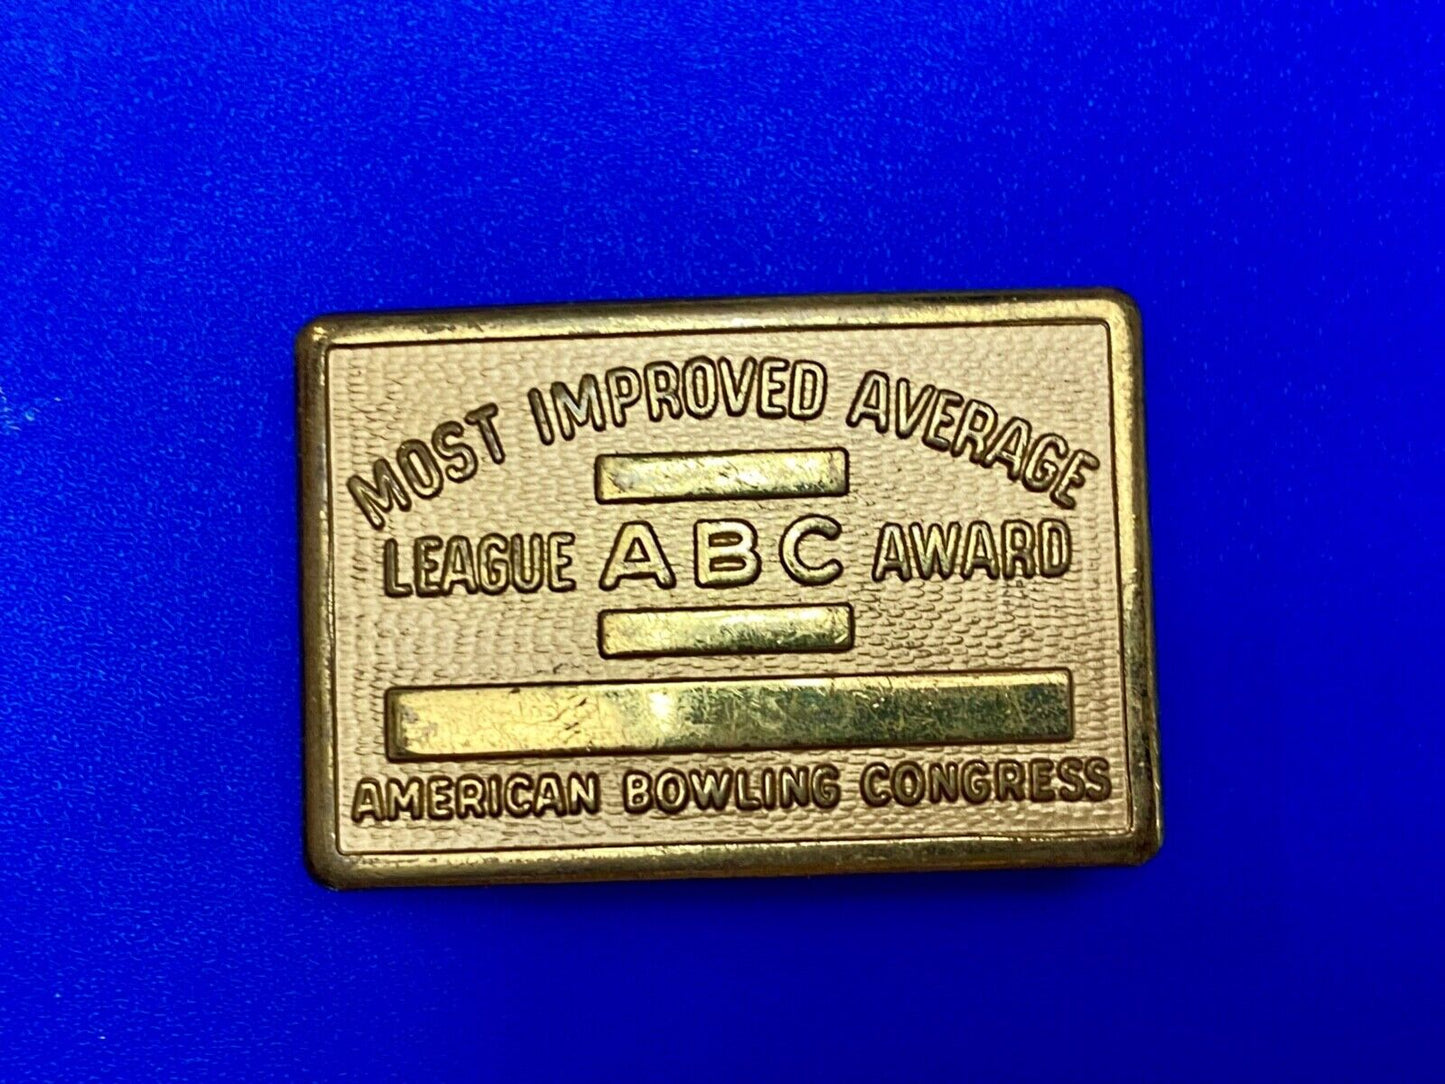 MOST IMPROVED AVERAGE
LEAGUE ABC AWARD
AMERICAN BOWLING CONGRESS